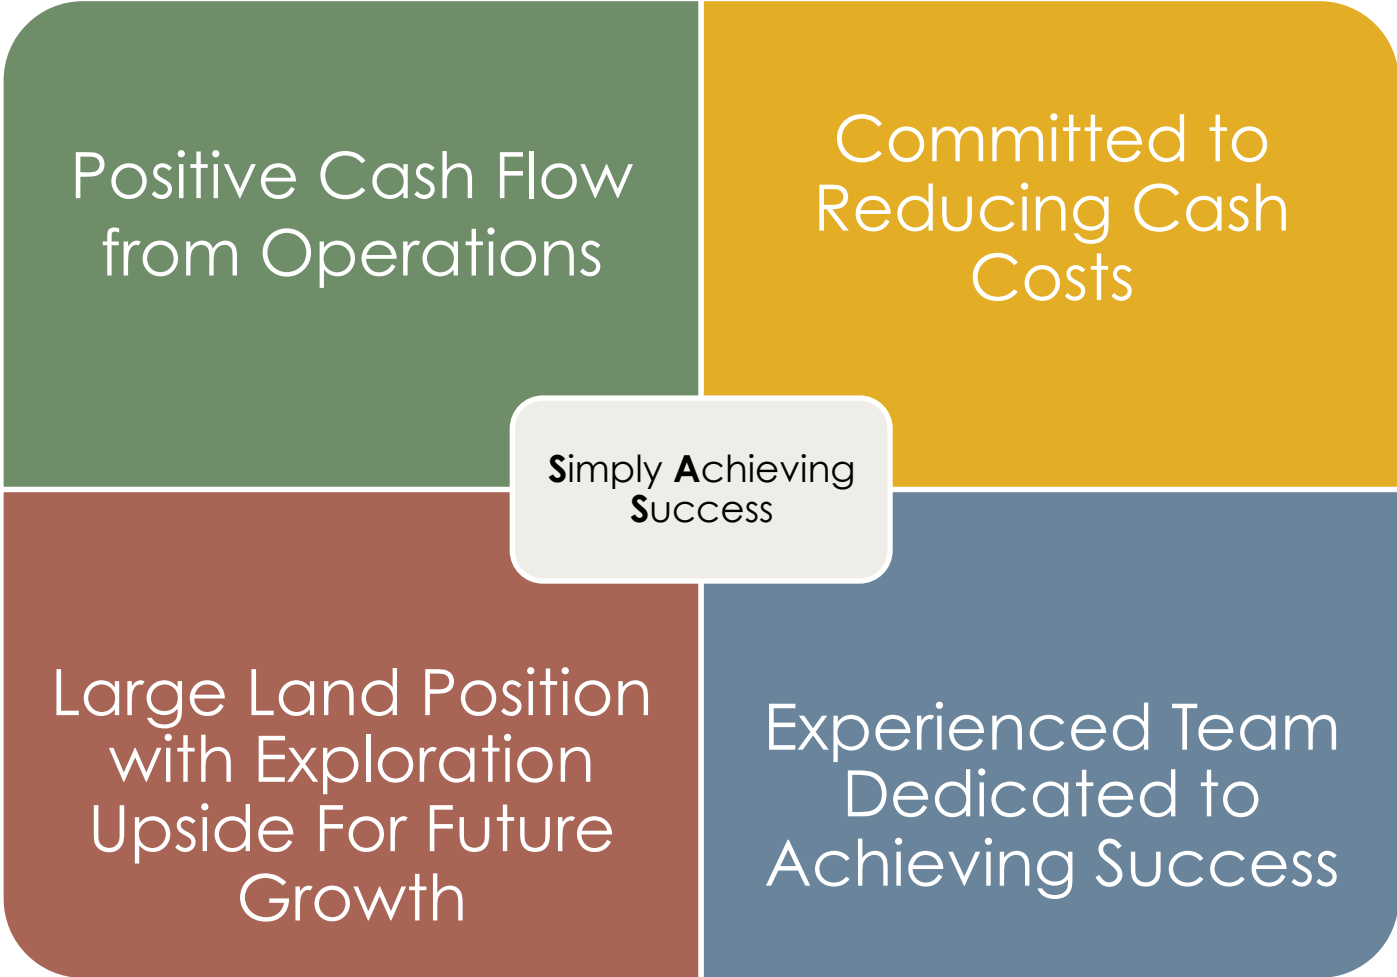 Positive Cash Flow
from Operations
Committed to
Reducing Cash
Costs
Simply Achieving
Success
Large Land Position
with Exploration
Upside For Future
Growth
Experienced Team
Dedicated to
Achieving Success